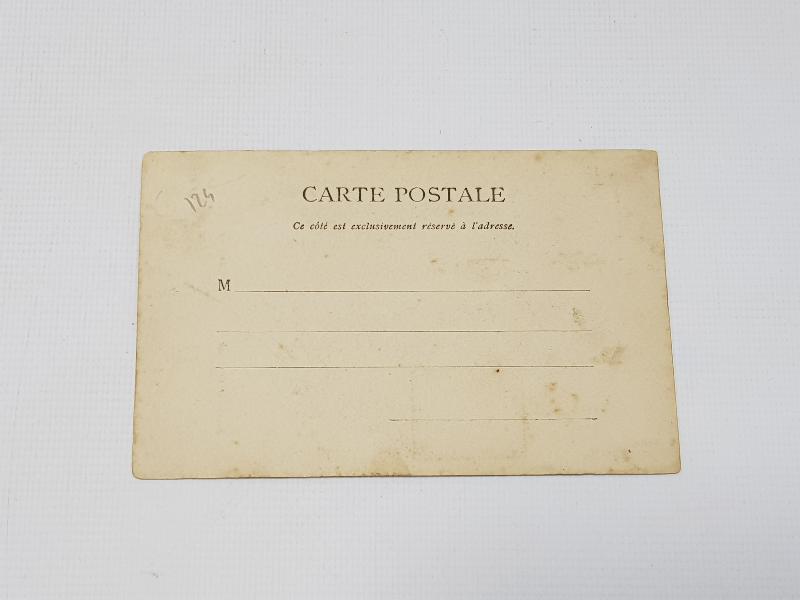 124
CARTE POSTALE
Ce côté est exclusivement réservé à l'adresse.
M